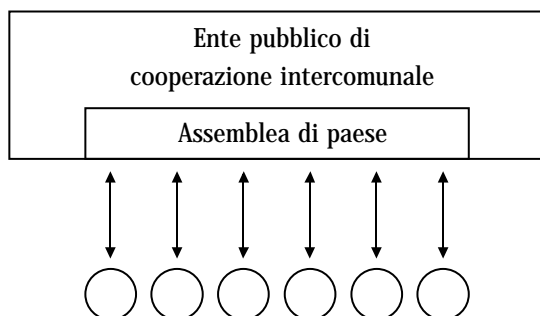 Ente pubblico di
cooperazione intercomunale
Assemblea di paese